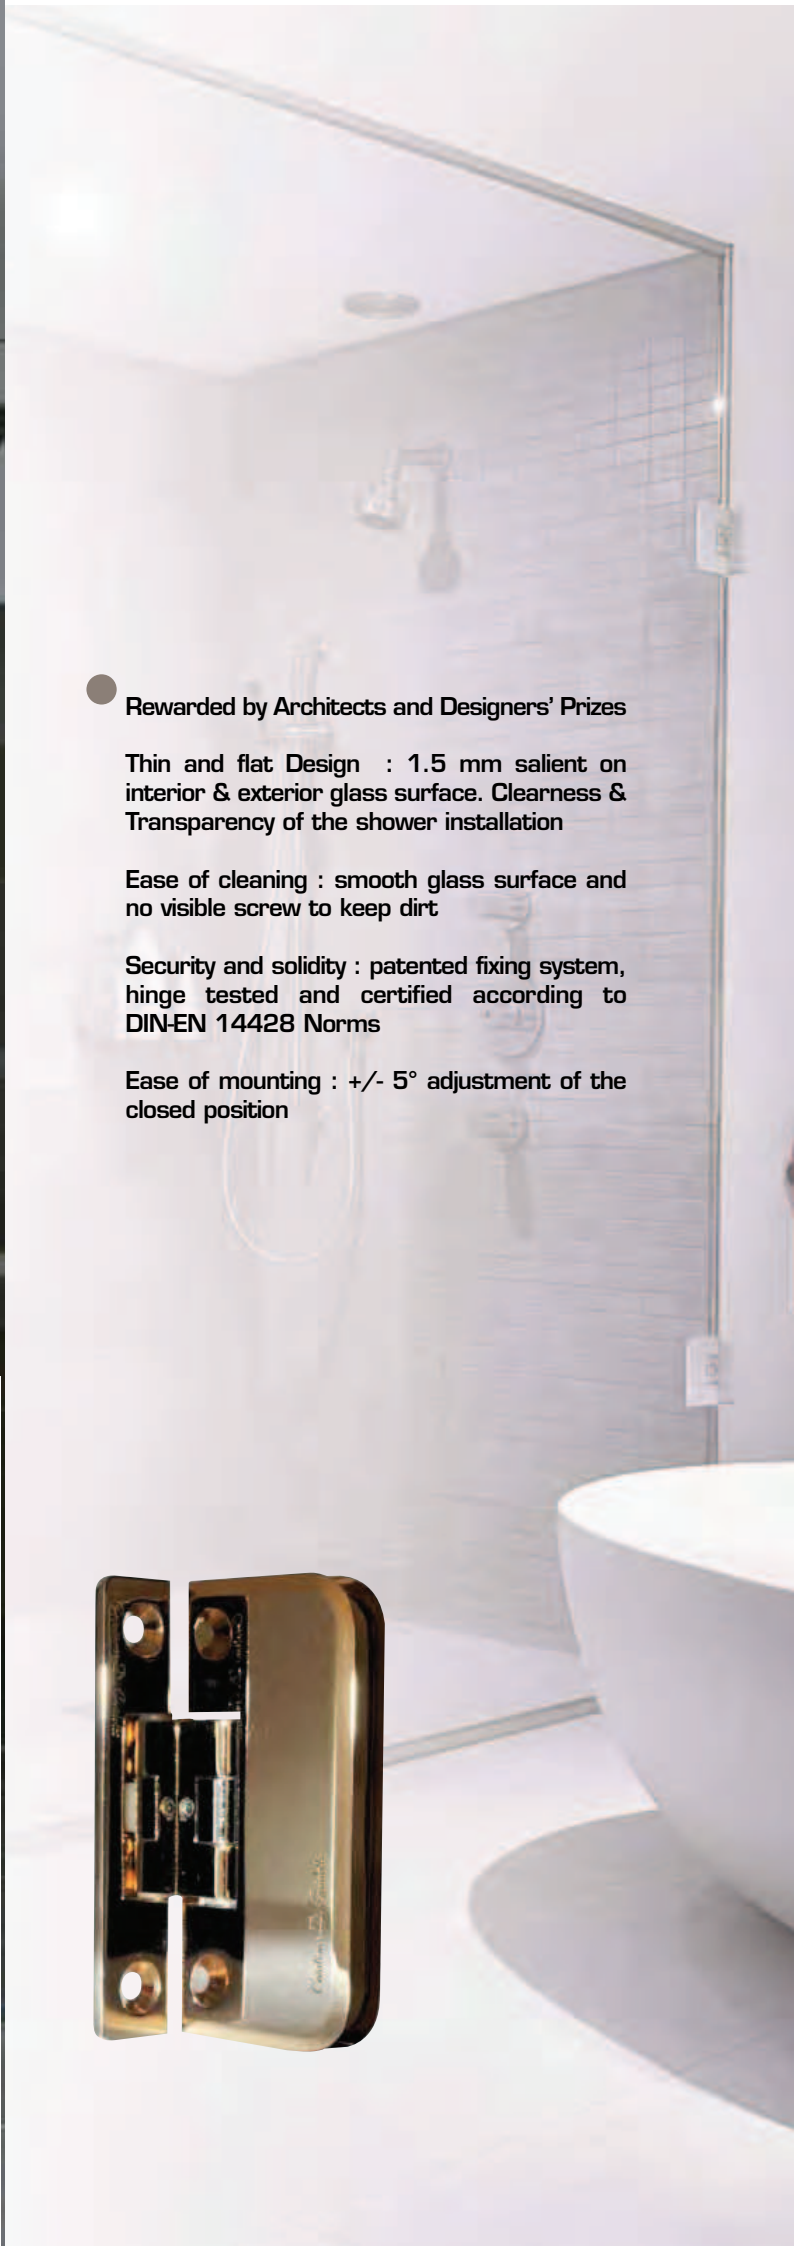 Rewarded by Architects and Designers’ Prizes
Thin and flat Design : 1.5 mm salient on
interior & exterior glass surface. Clearness &
Transparency of the shower installation
Ease of cleaning : smooth glass surface and
no visible screw to keep dirt
Security and solidity : patented fixing system,
hinge tested and certified according to
DIN-EN 14428 Norms
Ease of mounting : +/- 5° adjustment of the
closed position